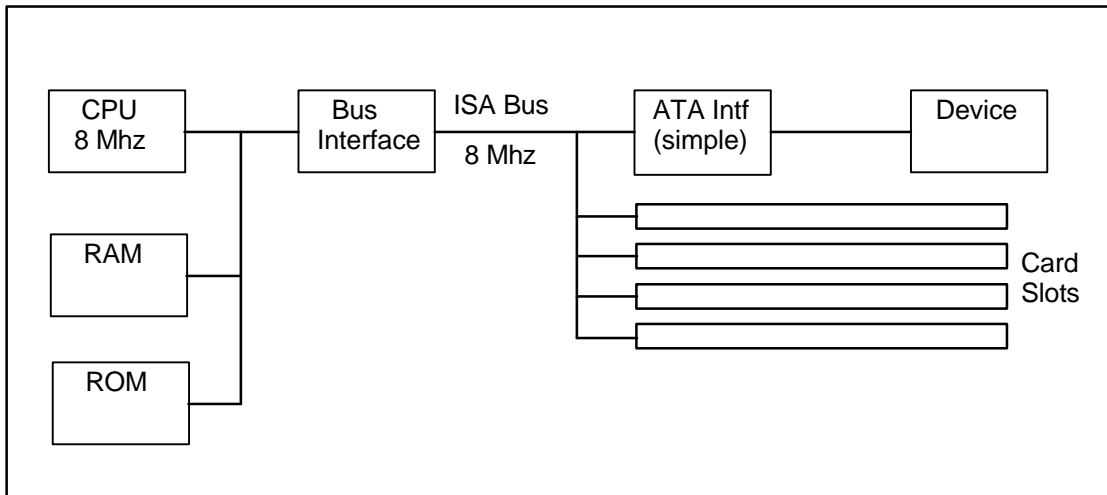 CPU
8 Mhz
Bus
Interface
ISA Bus
8 Mhz
ATA Intf
(simple)
Device
RAM
Card
Slots
ROM